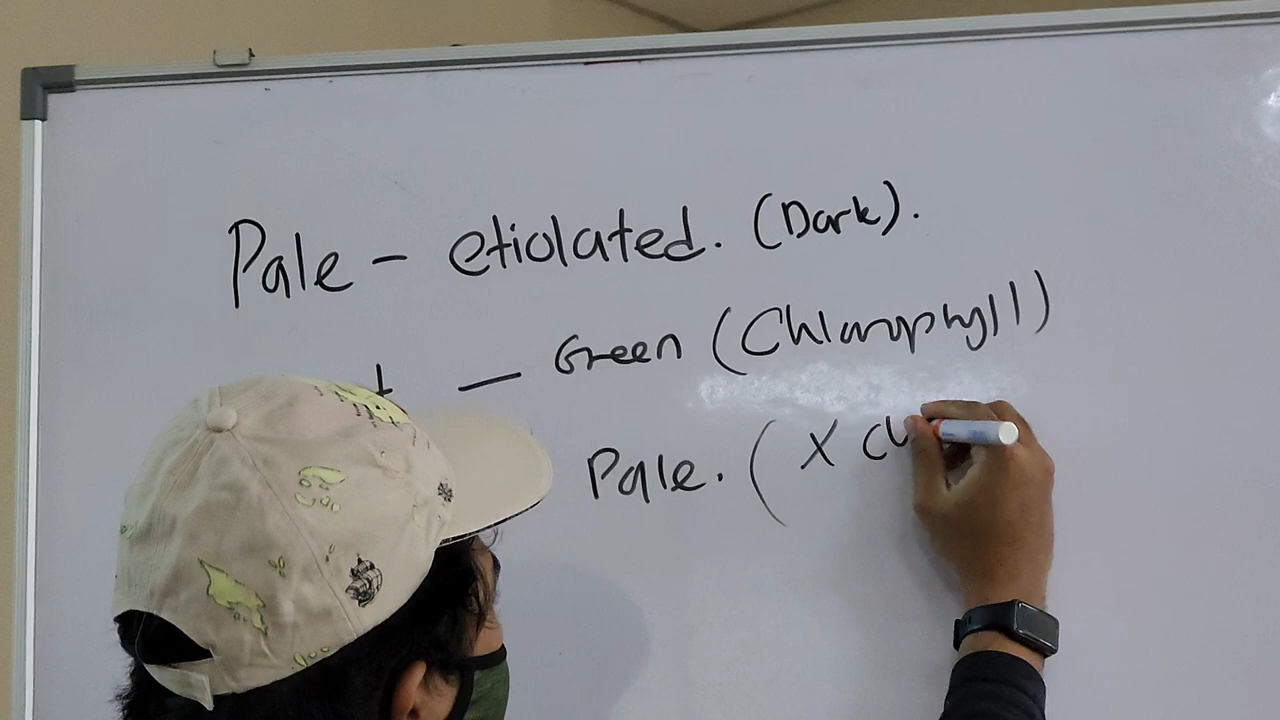 Pale - etiolated. (Dark).
— Green (Chlorophyll)
Pale. (X